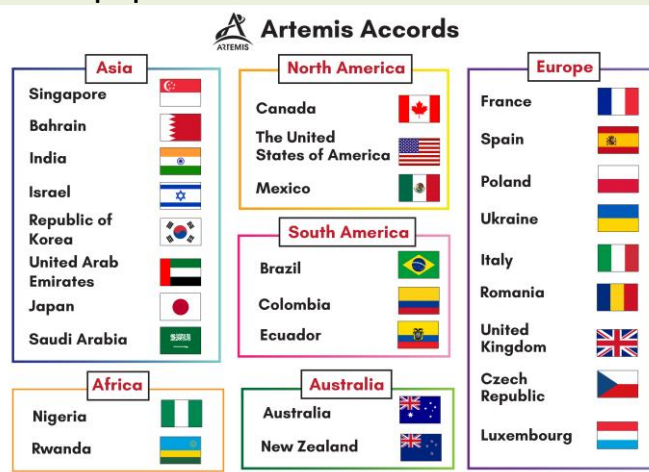 ARTEMIS
Artemis Accords
Asia
Singapore
Bahrain
India
Israel
Republic of
Korea
United Arab
Emirates
Japan
Saudi Arabia
North America
Canada
The United
States of America
Mexico
South America
Brazil
Colombia
Ecuador
Europe
France
Spain
Poland
Ukraine
Italy
Romania
United
Kingdom
Czech
Republic
Luxembourg
Africa
Nigeria
Rwanda
Australia
Australia
New Zealand